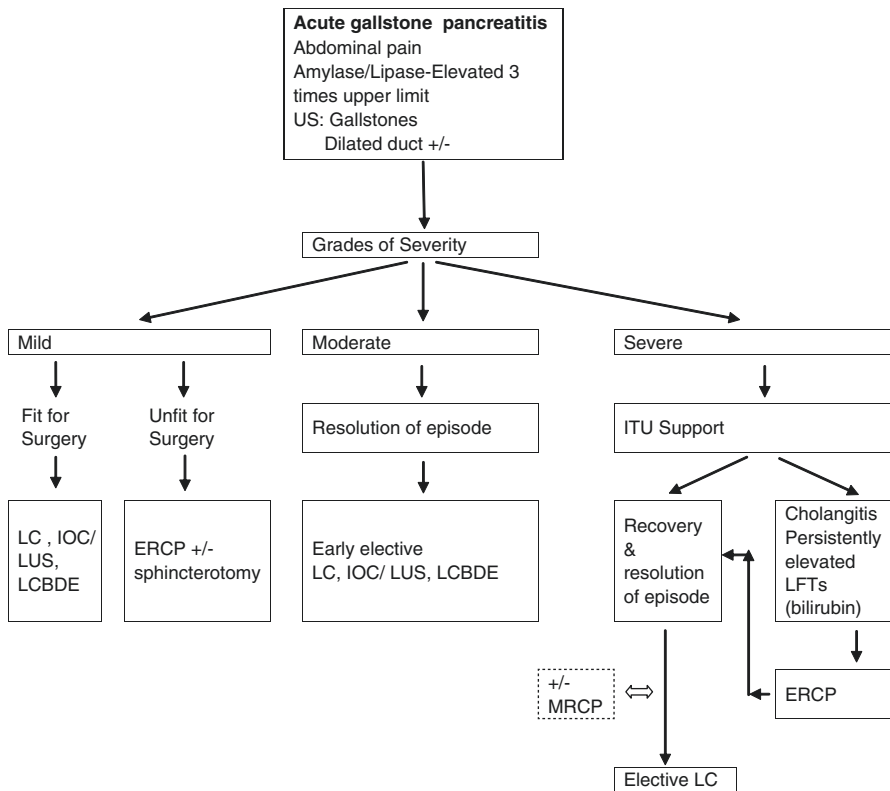 Acute gallstone pancreatitis
Abdominal pain
Amylase/Lipase-Elevated 3
times upper limit
US: Gallstones
Dilated duct +/-
Grades of Severity
Mild
Moderate
Severe
Fit for
Surgery
Unfit for
Surgery
Resolution of episode
ITU Support
LC , IOC/
LUS,
LCBDE
ERCP +/-
sphincterotomy
Early elective
LC, IOC/ LUS, LCBDE
Recovery
&
resolution
of episode
Cholangitis
Persistently
elevated
LFTs
(bilirubin)
+/-
MRCP
ERCP
Elective LC